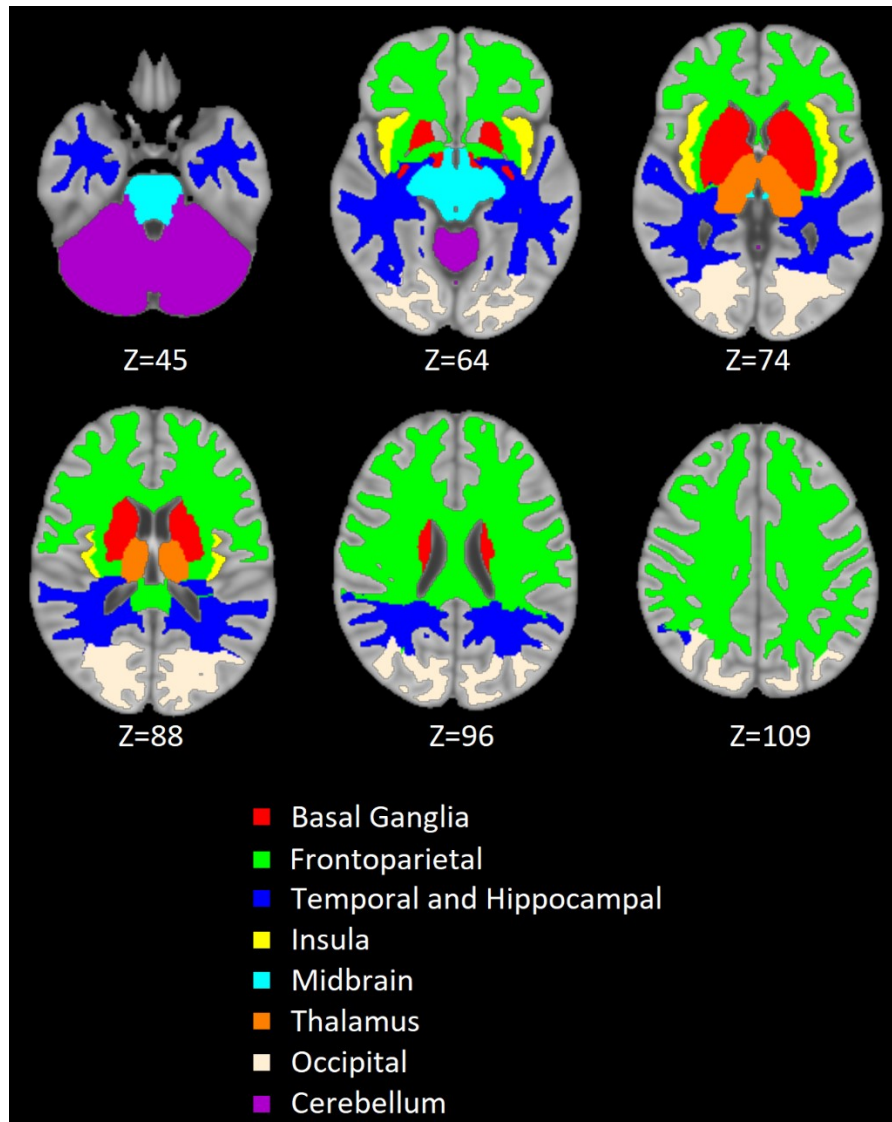 Z=45 Z=64 Z=74
Z=88 Z=96 Z=109
Basal Ganglia
Frontoparietal
Temporal and Hippocampal
Insula
Midbrain
Thalamus
Occipital
Cerebellum